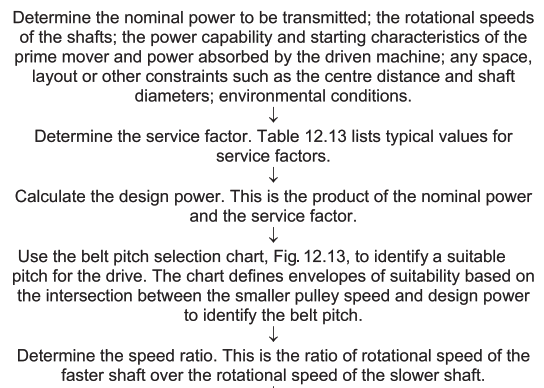 Determine the nominal power to be transmitted; the rotational speeds
of the shafts; the power capability and starting characteristics of the
prime mover and power absorbed by the driven machine; any space,
layout or other constraints such as the centre distance and shaft
diameters; environmental conditions.
↓
Determine the service factor. Table 12.13 lists typical values for
service factors.
↓
Calculate the design power. This is the product of the nominal power
and the service factor.
↓
Use the belt pitch selection chart, Fig. 12.13, to identify a suitable
pitch for the drive. The chart defines envelopes of suitability based on
the intersection between the smaller pulley speed and design power
to identify the belt pitch.
↓
Determine the speed ratio. This is the ratio of rotational speed of the
faster shaft over the rotational speed of the slower shaft.